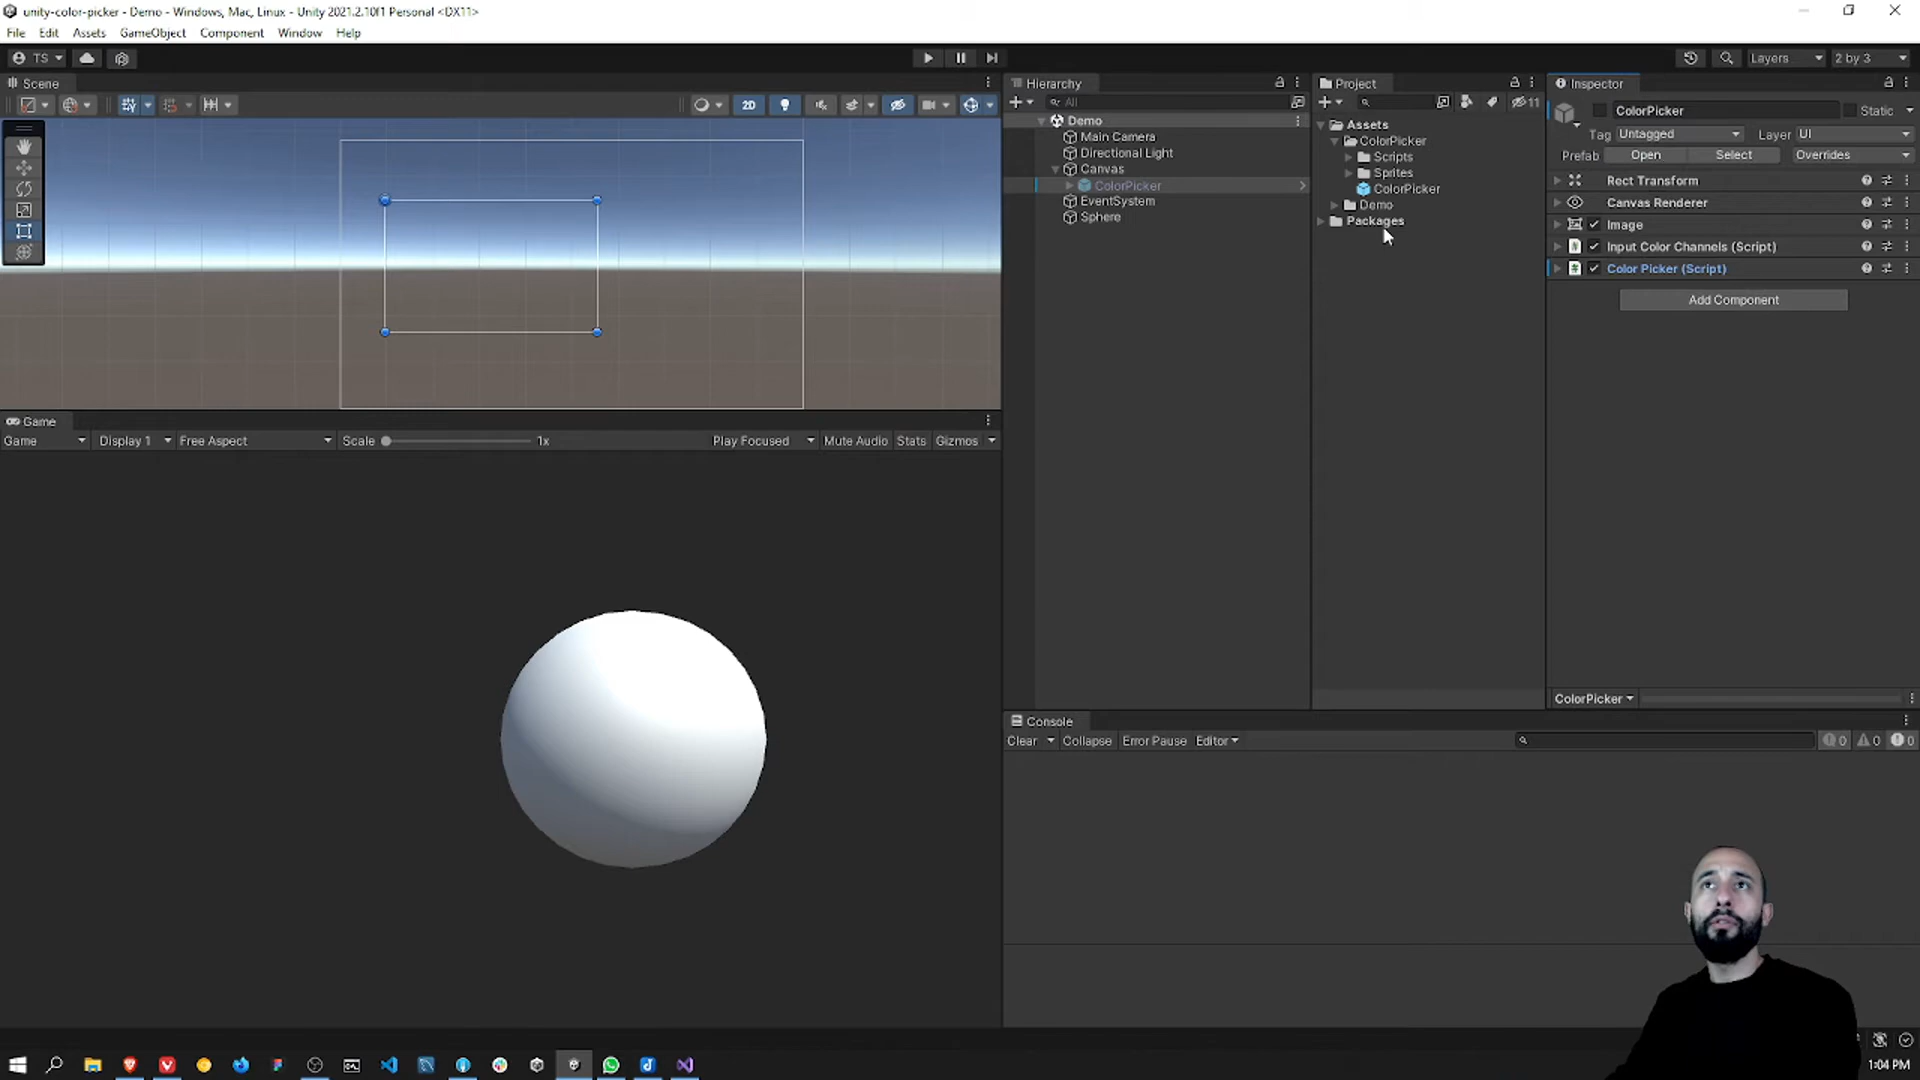 unity-color-picker - Demo - Windows, Mac, Linux - Unity 2021.2.10f1 Personal <DX11>
File Edit Assets GameObject Component Window Help
TS Layers 2 by 3
Scene
2D
Hierarchy
All
Demo
Main Camera
Directional Light
Canvas
ColorPicker
EventSystem
Sphere
Project
11
Assets
ColorPicker
Scripts
Sprites
ColorPicker
Demo
Packages
Inspector
ColorPicker Static
Tag Untagged Layer UI
Prefab Open Select Overrides
Rect Transform
Canvas Renderer
Image
Input Color Channels (Script)
Color Picker (Script)
Add Component
ColorPicker
Game
Game Display 1 Free Aspect Scale 1x Play Focused Mute Audio Stats Gizmos
Console
Clear Collapse Error Pause Editor 0 0 0
1:04 PM